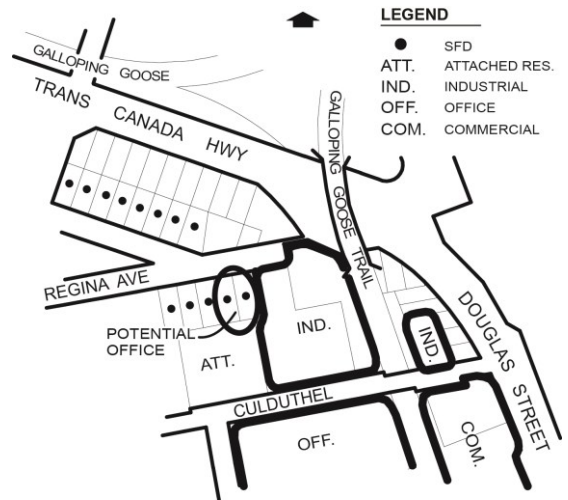 LEGEND
SFD
ATT. ATTACHED RES.
IND. INDUSTRIAL
OFF. OFFICE
COM. COMMERCIAL
GALLOPING GOOSE
TRANS CANADA HWY
GALLOPING GOOSE TRAIL
REGINA AVE
POTENTIAL
OFFICE
IND.
ATT.
IND.
DOUGLAS STREET
CULDUTHEL
OFF.
COM.